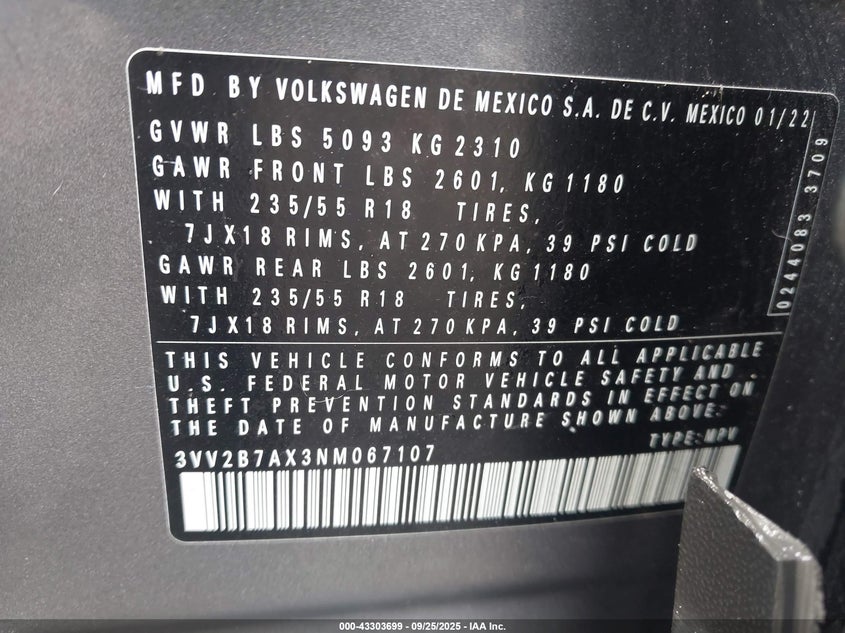 MFD BY VOLKSWAGEN DE MEXICO S.A. DE C.V. MEXICO 01/22
GVWR LBS 5093 KG 2310
GAWR FRONT LBS 2601, KG 1180
WITH 235/55 R18 TIRES,
7JX18 RIMS, AT 270 KPA, 39 PSI COLD
GAWR REAR LBS 2601, KG 1180
WITH 235/55 R18 TIRES,
7JX18 RIMS, AT 270 KPA, 39 PSI COLD
0244083 3709
THIS VEHICLE CONFORMS TO ALL APPLICABLE
U.S. FEDERAL MOTOR VEHICLE SAFETY AND
THEFT PREVENTION STANDARDS IN EFFECT ON
THE DATE OF MANUFACTURE SHOWN ABOVE.
TYPE: MPV
3VV2B7AX3NM067107
000-43303699 - 09/25/2025 - IAA Inc.